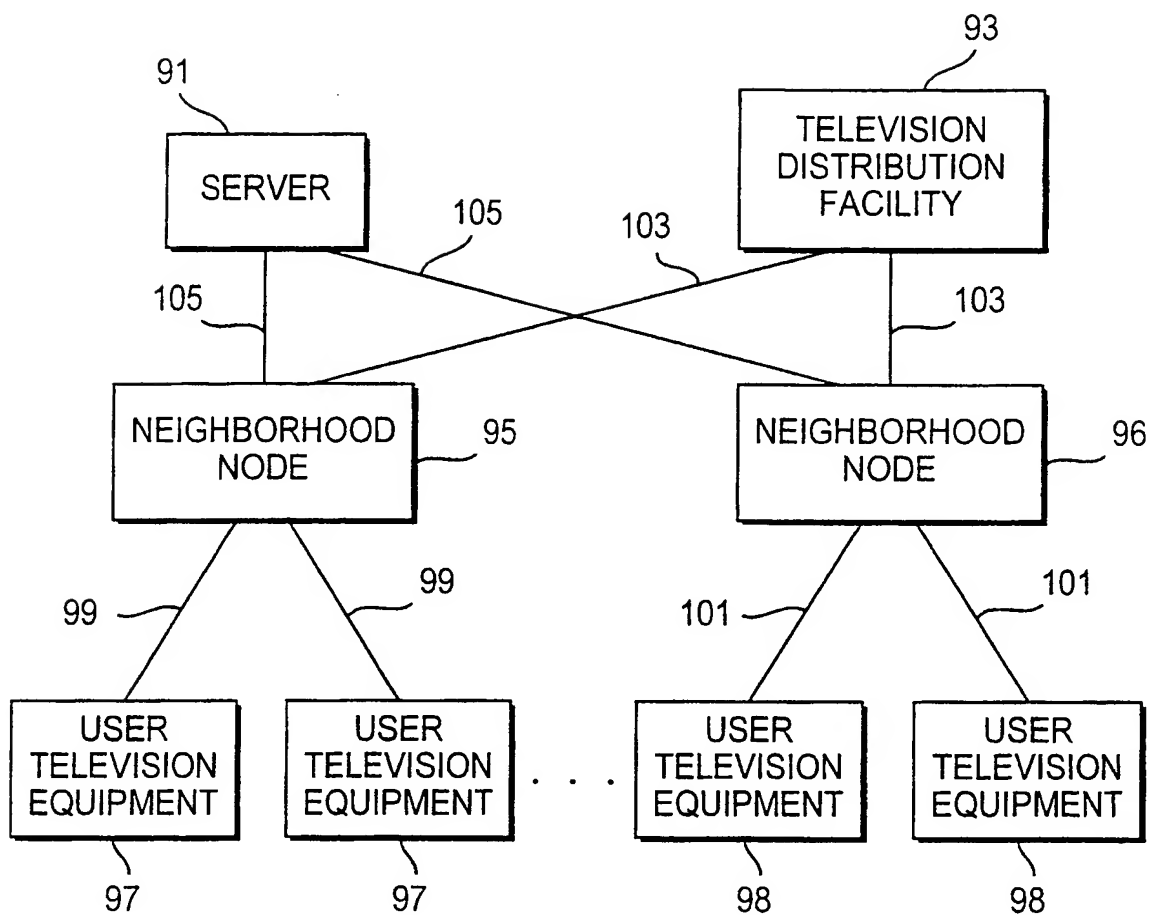 93
91
TELEVISION
DISTRIBUTION
FACILITY
SERVER
105
103
105
103
NEIGHBORHOOD
NODE
95
NEIGHBORHOOD
NODE
96
99
99
101
101
USER
TELEVISION
EQUIPMENT
USER
TELEVISION
EQUIPMENT
. . . .
USER
TELEVISION
EQUIPMENT
USER
TELEVISION
EQUIPMENT
97
97
98
98